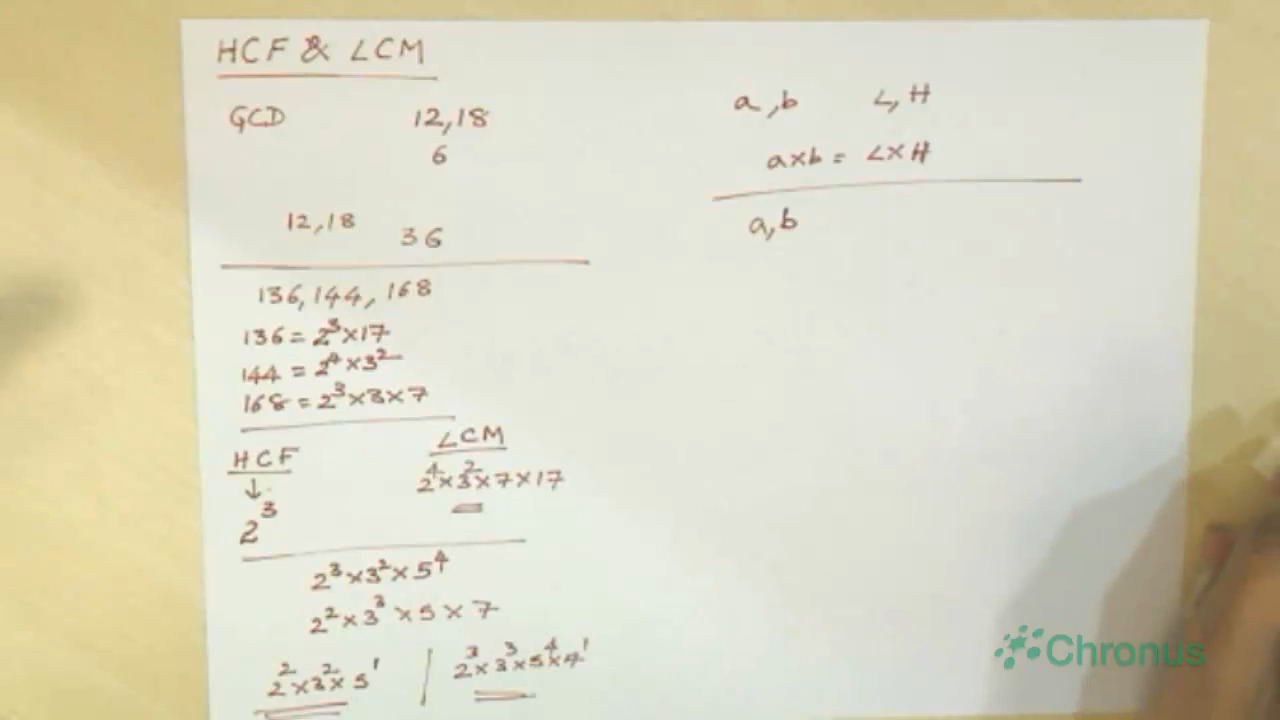 HCF & LCM
GCD 12,18
6
12,18 36
136, 144, 168
136 = 2³×17
144 = 2⁴×3²
168 = 2³×3×7
HCF LCM
↓ 2⁴×3²×7×17
2³
2³×3²×5⁴
2²×3³×5×7
2²×3²×5¹ | 2³×3³×5⁴×7¹
a,b L,H
a×b = L×H
a,b
Chronus